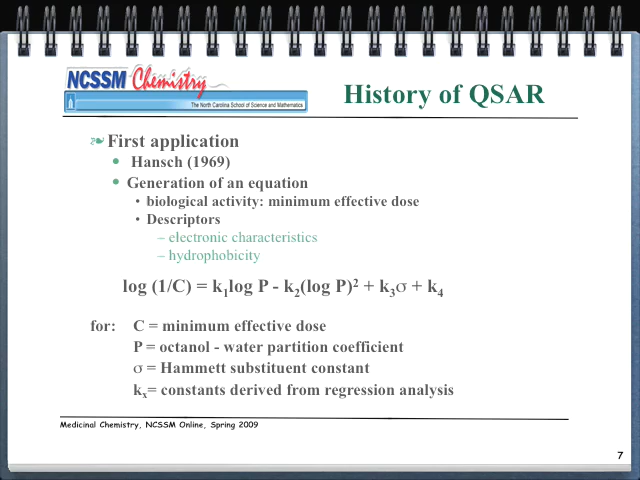 NCSSM Chemistry
The North Carolina School of Science and Mathematics
History of QSAR
❧ First application
• Hansch (1969)
• Generation of an equation
• biological activity: minimum effective dose
• Descriptors
– electronic characteristics
– hydrophobicity
log (1/C) = k₁log P - k₂(log P)² + k₃σ + k₄
for: C = minimum effective dose
P = octanol - water partition coefficient
σ = Hammett substituent constant
kₓ= constants derived from regression analysis
Medicinal Chemistry, NCSSM Online, Spring 2009
7